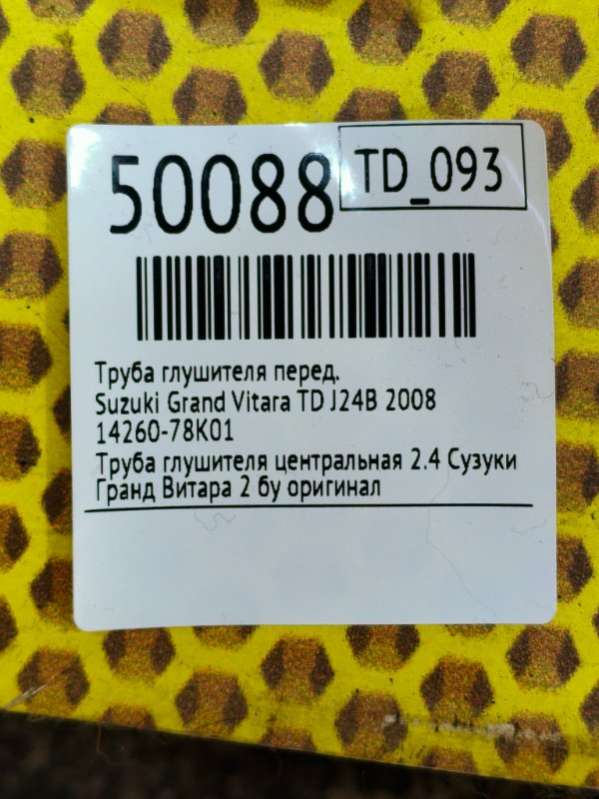 50088
TD_093
Труба глушителя перед.
Suzuki Grand Vitara TD J24B 2008
14260-78K01
Труба глушителя центральная 2.4 Сузуки
Гранд Витара 2 бу оригинал